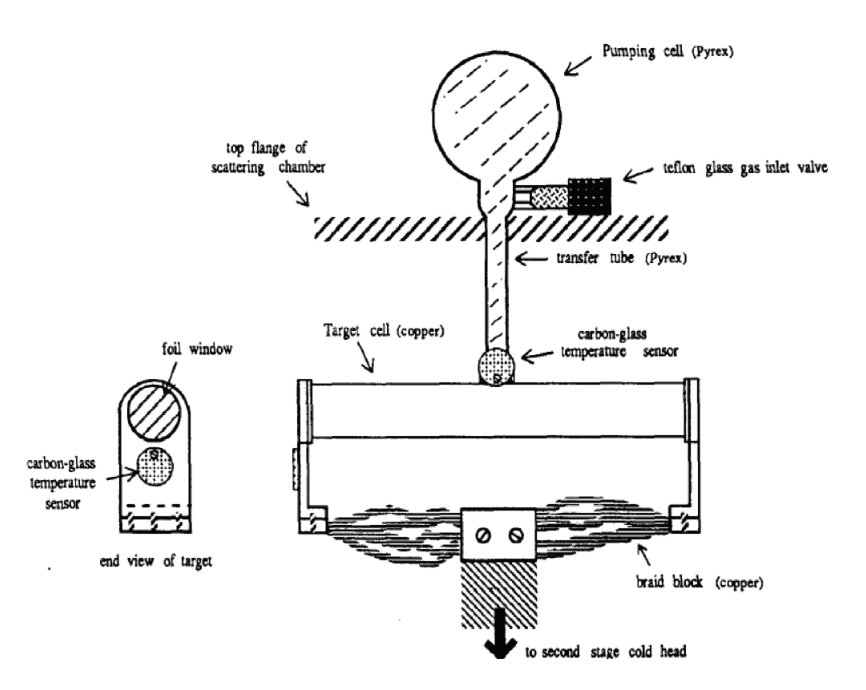 Pumping cell (Pyrex)
top flange of
scattering chamber
teflon glass gas inlet valve
transfer tube (Pyrex)
Target cell (copper)
carbon-glass
temperature sensor
foil window
carbon-glass
temperature
sensor
end view of target
braid block (copper)
to second stage cold head